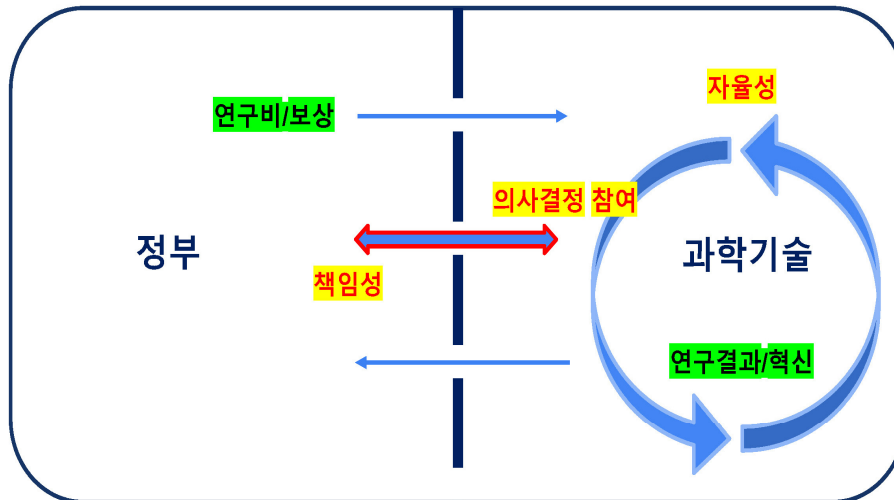 자율성
연구비/보상
의사결정 참여
정부
과학기술
책임성
연구결과/혁신